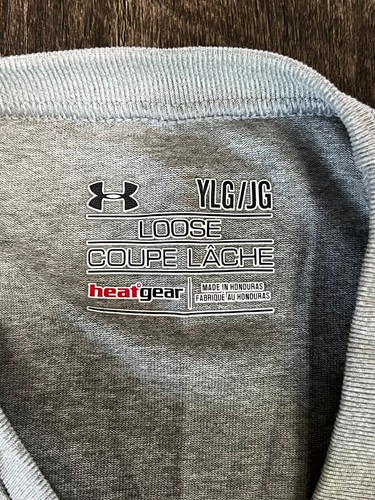 YLG/JG
LOOSE
COUPE LÂCHE
heatgear
MADE IN HONDURAS
FABRIQUÉ AU HONDURAS